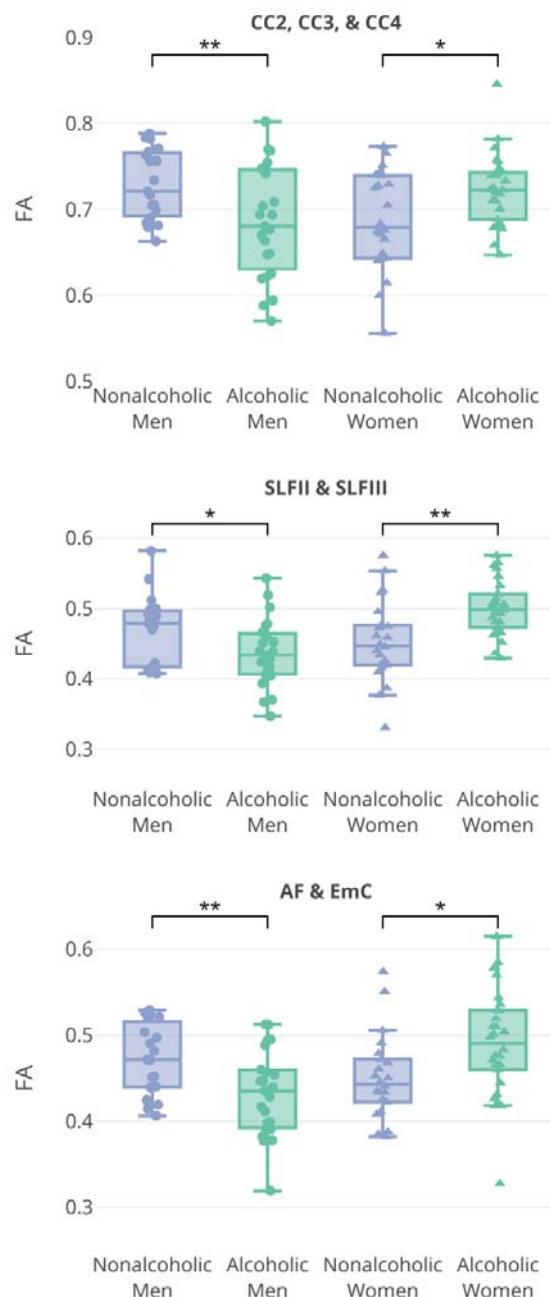 CC2, CC3, & CC4
0.9
** *
0.8
0.7
FA
0.6
0.5
Nonalcoholic Alcoholic Nonalcoholic Alcoholic
Men Men Women Women
SLFII & SLFIII
* **
0.6
0.5
FA
0.4
0.3
Nonalcoholic Alcoholic Nonalcoholic Alcoholic
Men Men Women Women
AF & EmC
** *
0.6
0.5
FA
0.4
0.3
Nonalcoholic Alcoholic Nonalcoholic Alcoholic
Men Men Women Women